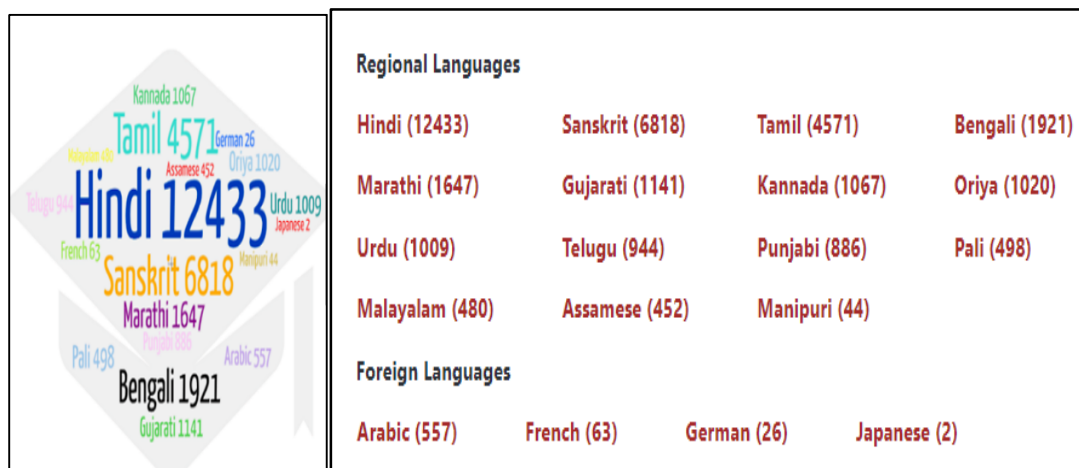 Kannada 1067
Tamil 4571
German 26
Malayalam 480
Assamese 452
Oriya 1020
Telugu 944
Hindi 12433
Urdu 1009
Japanese 2
French 63
Sanskrit 6818
Manipuri 44
Marathi 1647
Punjabi 886
Pali 498
Arabic 557
Bengali 1921
Gujarati 1141
Regional Languages
Hindi (12433) Sanskrit (6818) Tamil (4571) Bengali (1921)
Marathi (1647) Gujarati (1141) Kannada (1067) Oriya (1020)
Urdu (1009) Telugu (944) Punjabi (886) Pali (498)
Malayalam (480) Assamese (452) Manipuri (44)
Foreign Languages
Arabic (557) French (63) German (26) Japanese (2)